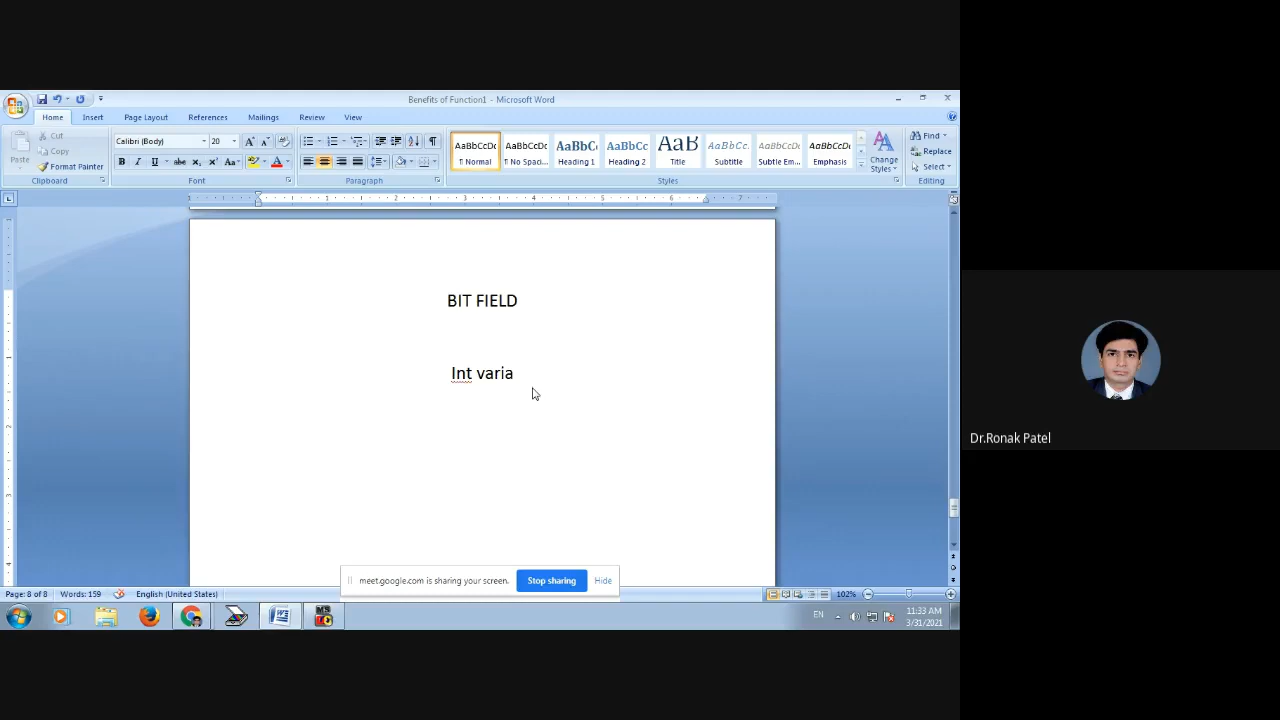 Benefits of Function1 - Microsoft Word
Home Insert Page Layout References Mailings Review View
Paste
Cut
Copy
Format Painter
Clipboard
Calibri (Body) 20
Font
Paragraph
AaBbCcDc AaBbCcDc AaBbC AaBbCc AaB AaBbCc. AaBbCcDc AaBbCcDc
¶ Normal ¶ No Spaci... Heading 1 Heading 2 Title Subtitle Subtle Em... Emphasis
Change Styles
Styles
Find
Replace
Select
Editing
BIT FIELD
Int varia
meet.google.com is sharing your screen. Stop sharing Hide
Page: 8 of 8 Words: 159 English (United States) 102%
EN 11:33 AM
3/31/2021
Dr.Ronak Patel